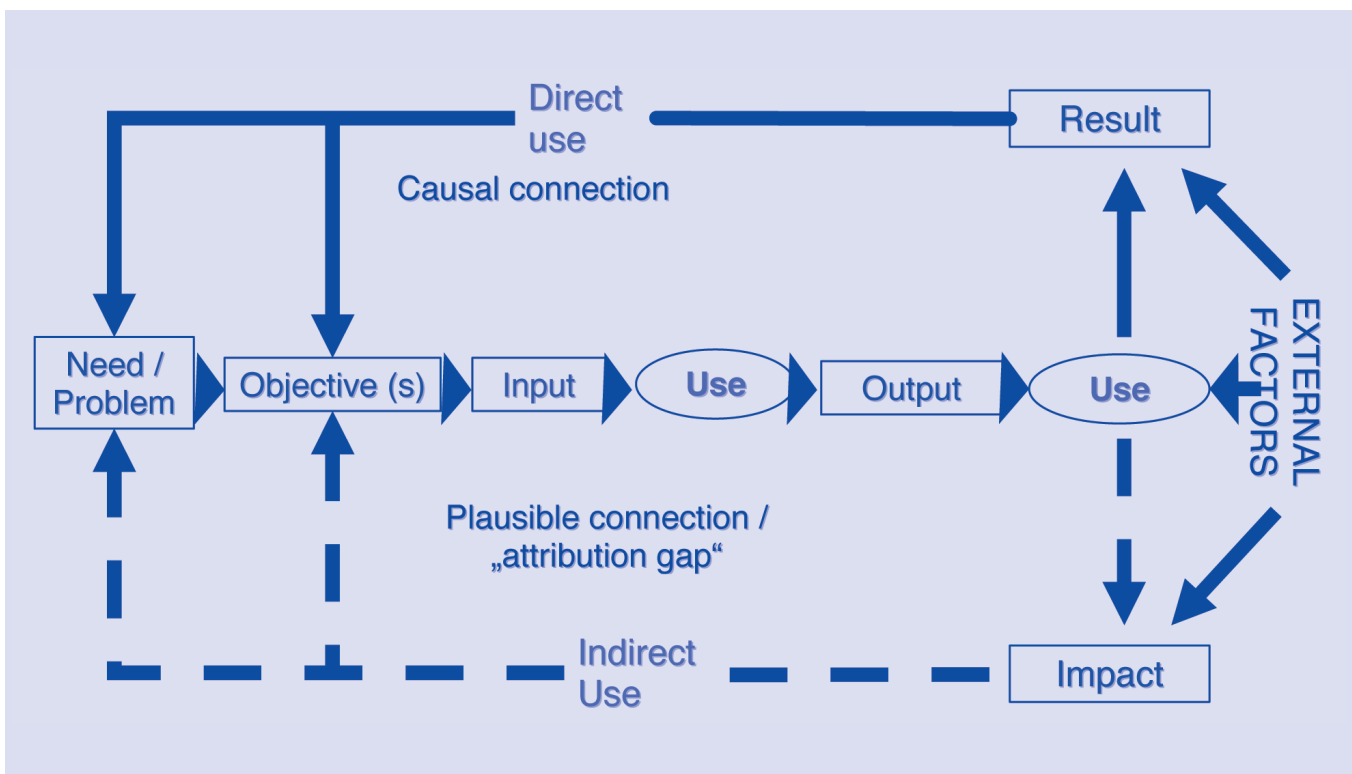 Direct
use
Result
Causal connection
EXTERNAL
FACTORS
Need /
Problem
Objective (s)
Input
Use
Output
Use
Plausible connection /
„attribution gap“
Indirect
Use
Impact